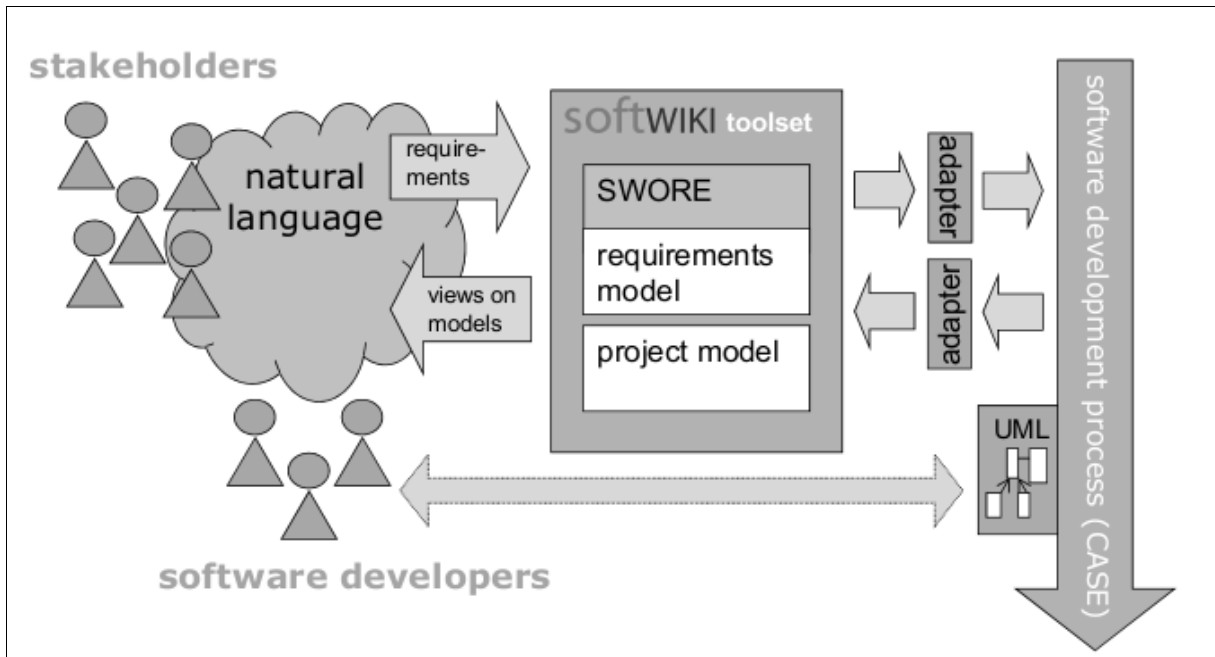 stakeholders
natural
language
require-
ments
views on
models
softWIKI toolset
SWORE
requirements
model
project model
adapter
adapter
UML
software development process (CASE)
software developers